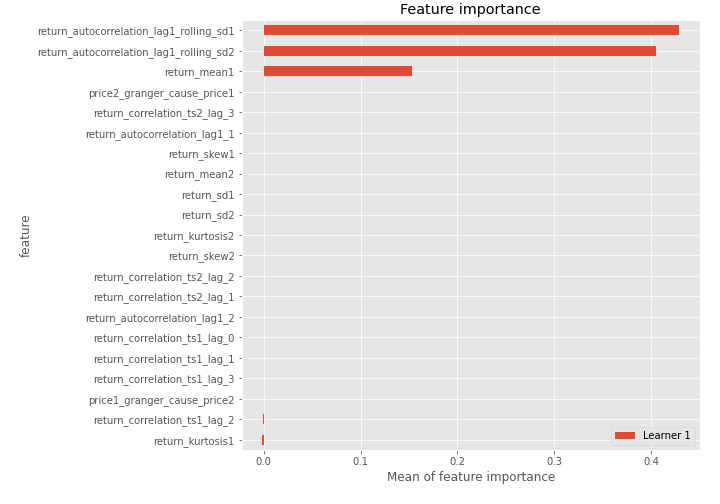 Feature importance
return_autocorrelation_lag1_rolling_sd1
return_autocorrelation_lag1_rolling_sd2
return_mean1
price2_granger_cause_price1
return_correlation_ts2_lag_3
return_autocorrelation_lag1_1
return_skew1
return_mean2
return_sd1
return_sd2
return_kurtosis2
return_skew2
return_correlation_ts2_lag_2
return_correlation_ts2_lag_1
return_autocorrelation_lag1_2
return_correlation_ts1_lag_0
return_correlation_ts1_lag_1
return_correlation_ts1_lag_3
price1_granger_cause_price2
return_correlation_ts1_lag_2
return_kurtosis1
feature
Learner 1
0.0 0.1 0.2 0.3 0.4
Mean of feature importance